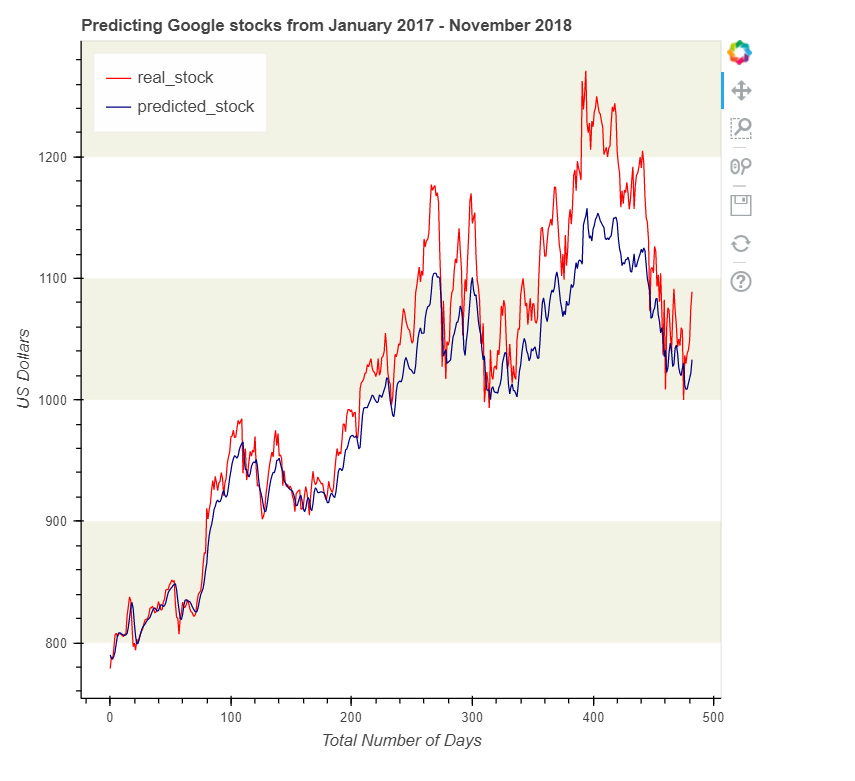 Predicting Google stocks from January 2017 - November 2018
real_stock
predicted_stock
1200
1100
1000
900
800
US Dollars
0 100 200 300 400 500
Total Number of Days